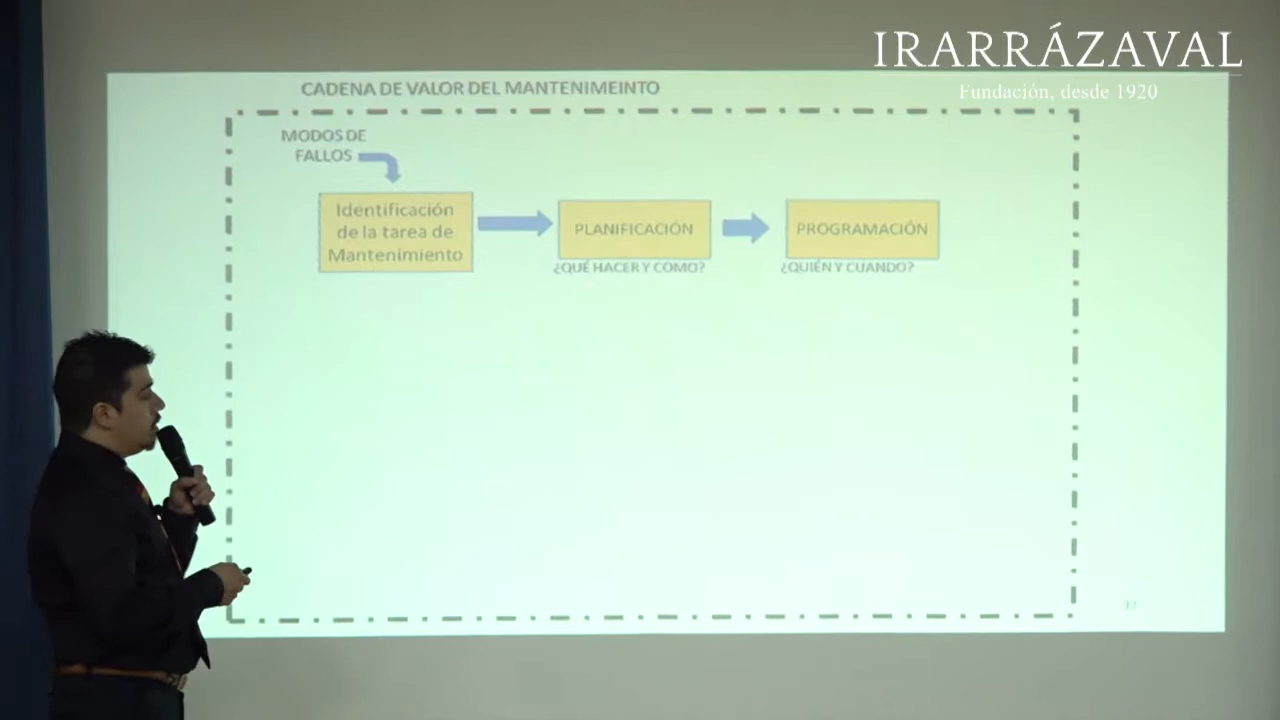 IRARRÁZAVAL
Fundación, desde 1920
CADENA DE VALOR DEL MANTENIMEINTO
MODOS DE
FALLOS
Identificación
de la tarea de
Mantenimiento
PLANIFICACIÓN
¿QUÉ HACER Y COMO?
PROGRAMACIÓN
¿QUIÉN Y CUANDO?